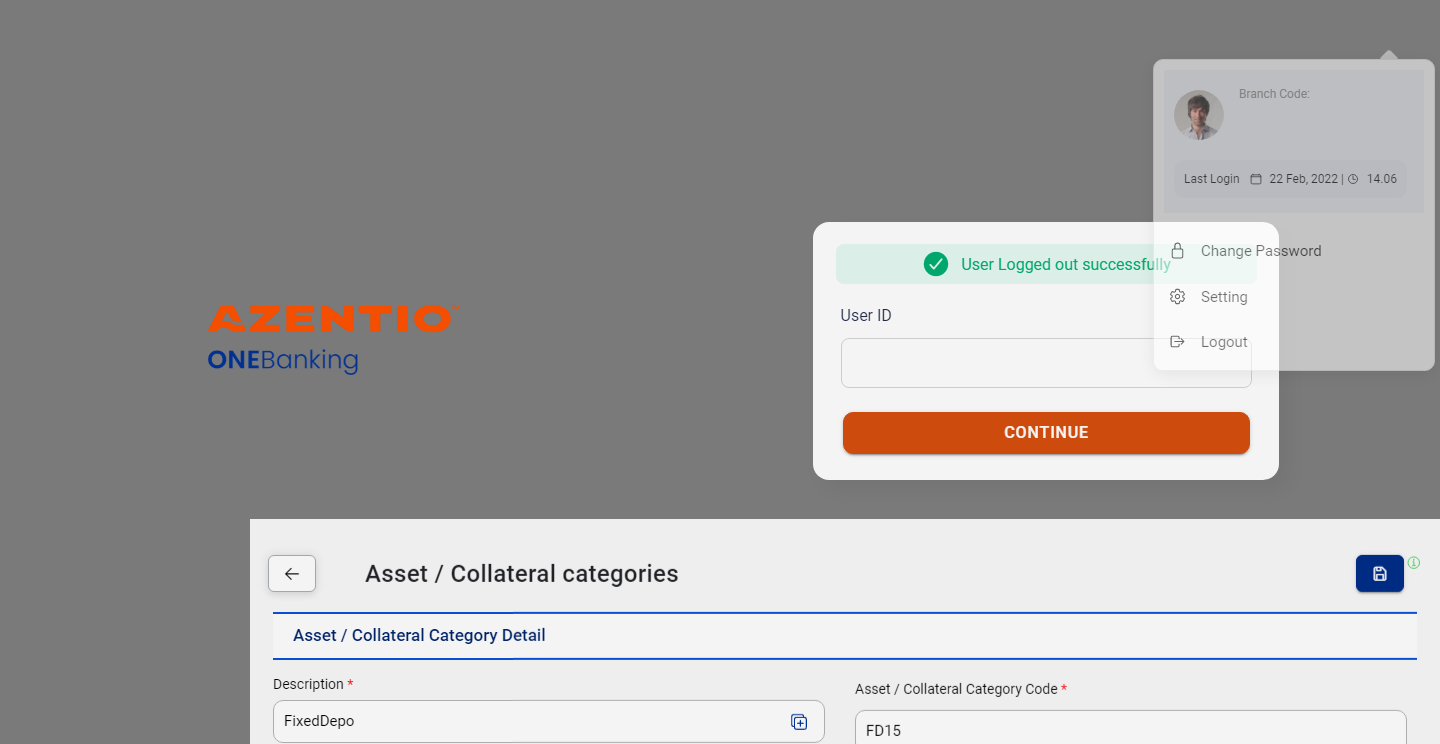 Branch Code:
Last Login 22 Feb, 2022 | 14.06
Change Password
Setting
Logout
User Logged out successfully
User ID
CONTINUE
AZENTIO™
ONEBanking
Asset / Collateral categories
Asset / Collateral Category Detail
Description *
FixedDepo
Asset / Collateral Category Code *
FD15